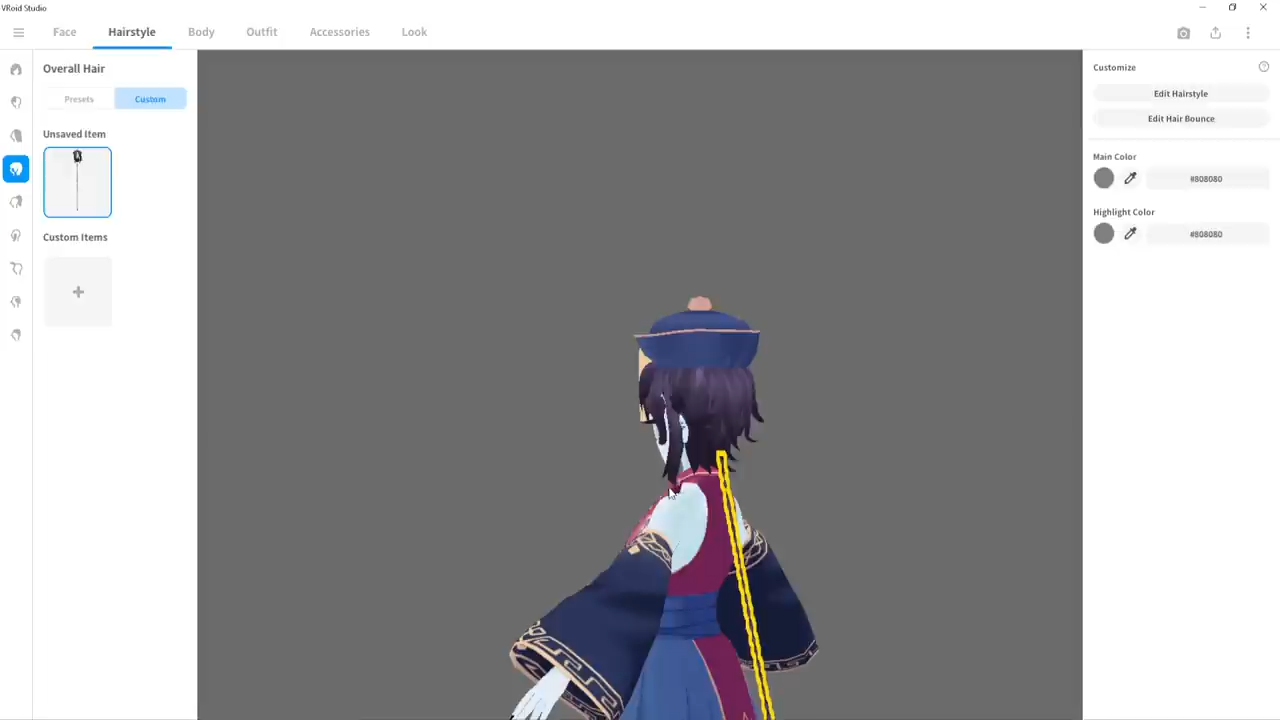 VRoid Studio
Face
Hairstyle
Body
Outfit
Accessories
Look
Overall Hair
Presets
Custom
Unsaved Item
Custom Items
Customize
Edit Hairstyle
Edit Hair Bounce
Main Color
#808080
Highlight Color
#808080